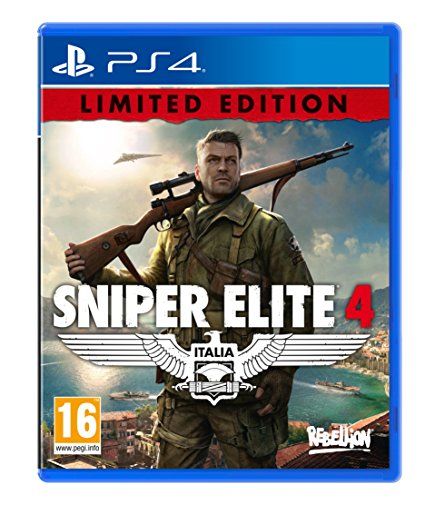 PS4
LIMITED EDITION
SNIPER ELITE 4
ITALIA
16
www.pegi.info
REBELLION